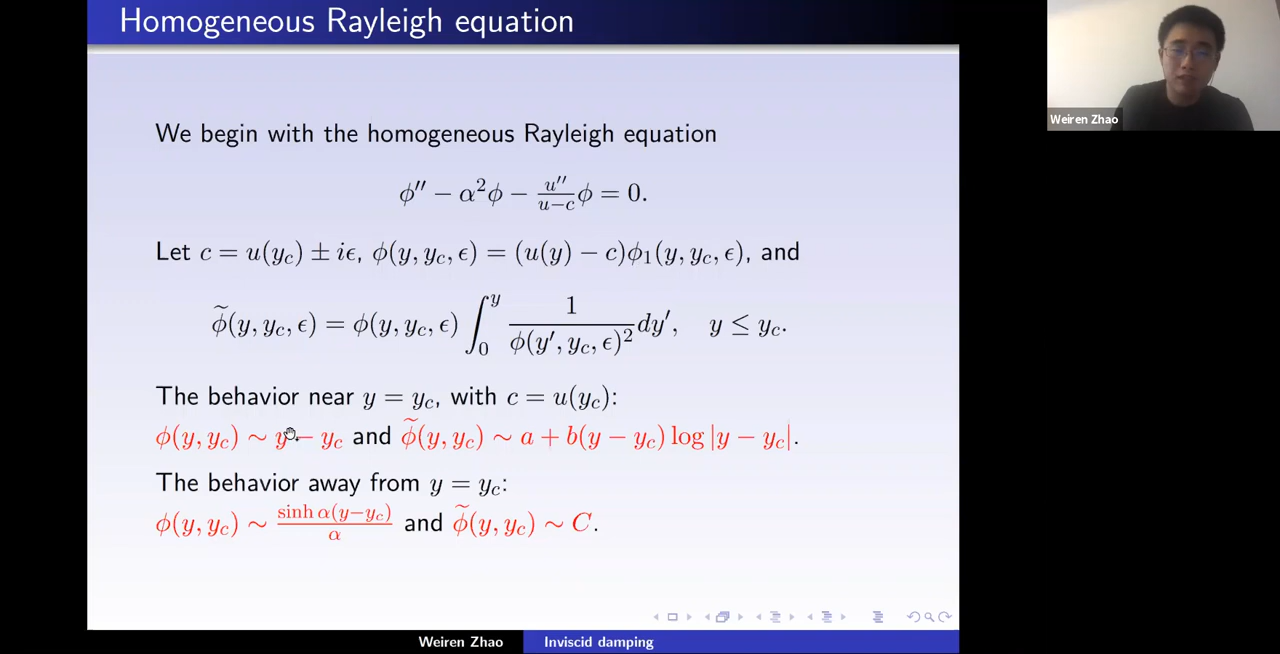 Homogeneous Rayleigh equation
Weiren Zhao
We begin with the homogeneous Rayleigh equation
ϕ′′ − α²ϕ − u′′/(u−c) ϕ = 0.
Let c = u(y_c) ± iϵ, ϕ(y, y_c, ϵ) = (u(y) − c)ϕ₁(y, y_c, ϵ), and
ϕ̃(y, y_c, ϵ) = ϕ(y, y_c, ϵ) ∫₀^y 1/ϕ(y′, y_c, ϵ)² dy′, y ≤ y_c.
The behavior near y = y_c, with c = u(y_c):
ϕ(y, y_c) ∼ y − y_c and ϕ̃(y, y_c) ∼ a + b(y − y_c) log |y − y_c|.
The behavior away from y = y_c:
ϕ(y, y_c) ∼ sinh α(y−y_c)/α and ϕ̃(y, y_c) ∼ C.
Weiren Zhao Inviscid damping